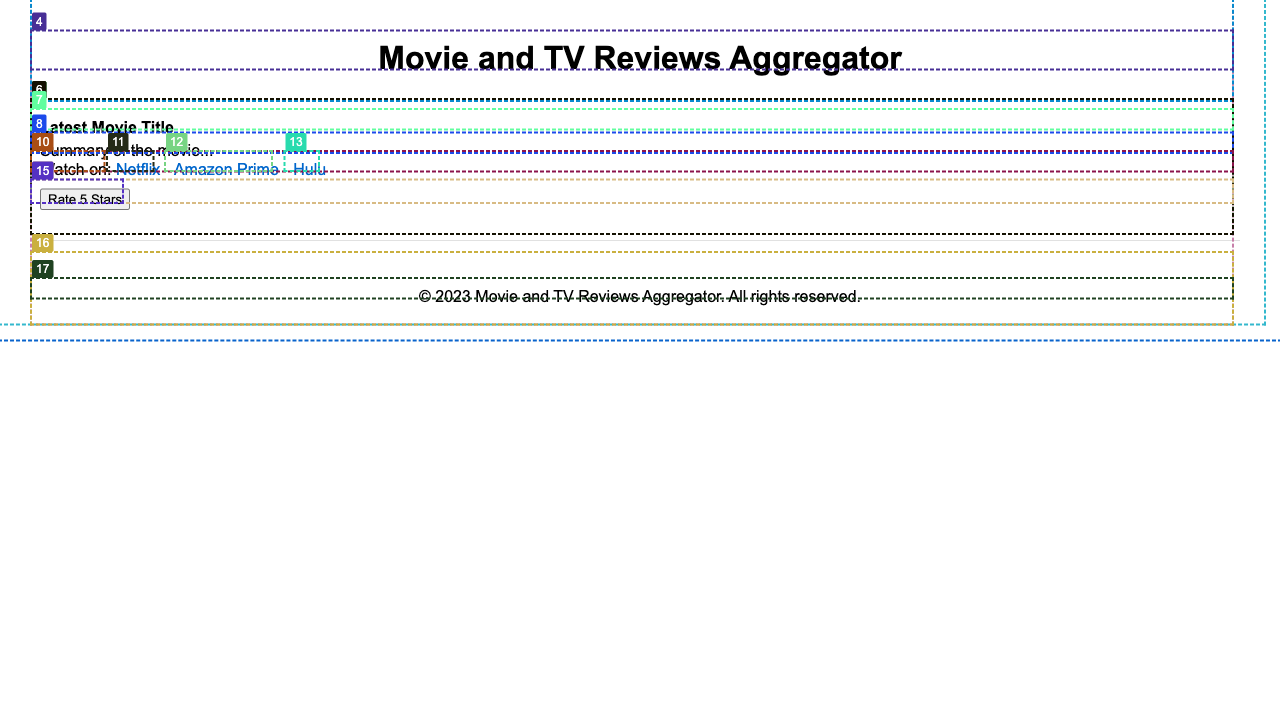 4
Movie and TV Reviews Aggregator
6
7
Latest Movie Title
8
10 11 12 13
Summary of the movie...
Watch on: Netflix Amazon Prime Hulu
15
Rate 5 Stars
16
17
© 2023 Movie and TV Reviews Aggregator. All rights reserved.